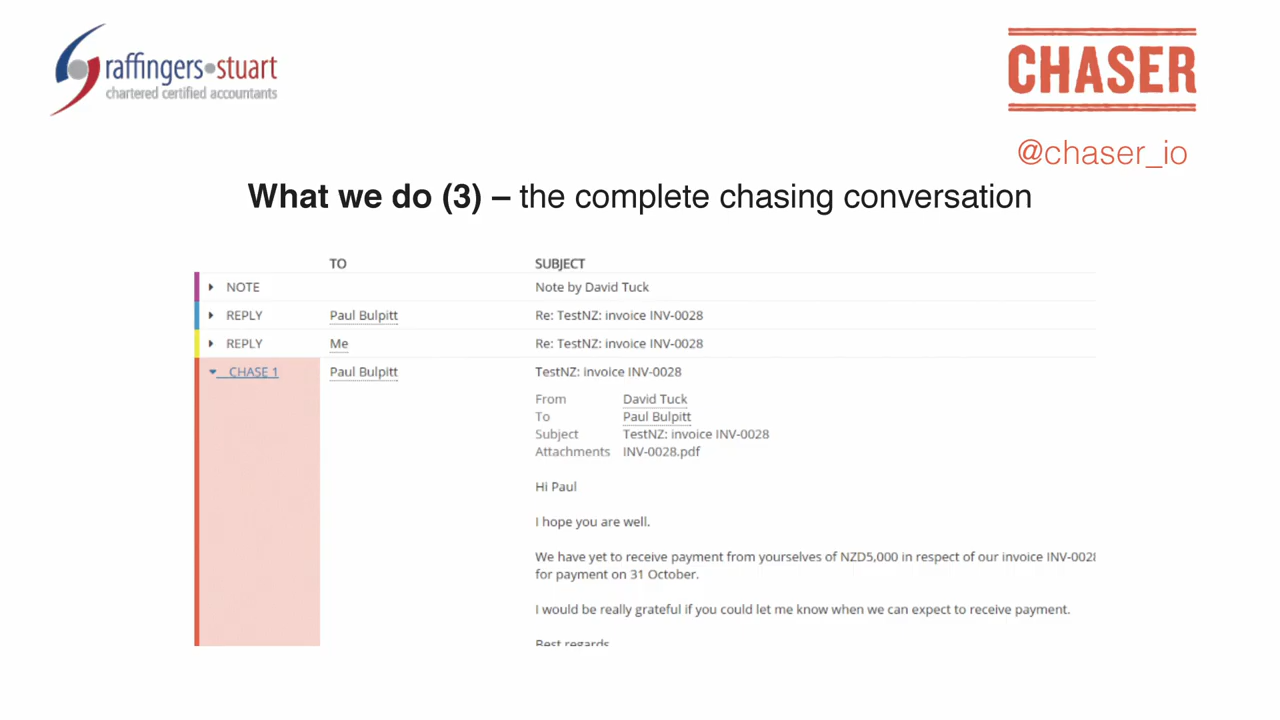 raffingers•stuart
chartered certified accountants
CHASER
@chaser_io
What we do (3) – the complete chasing conversation
TO SUBJECT
NOTE Note by David Tuck
REPLY Paul Bulpitt Re: TestNZ: invoice INV-0028
REPLY Me Re: TestNZ: invoice INV-0028
CHASE 1 Paul Bulpitt TestNZ: invoice INV-0028
From David Tuck
To Paul Bulpitt
Subject TestNZ: invoice INV-0028
Attachments INV-0028.pdf
Hi Paul
I hope you are well.
We have yet to receive payment from yourselves of NZD5,000 in respect of our invoice INV-0028
for payment on 31 October.
I would be really grateful if you could let me know when we can expect to receive payment.
Best regards